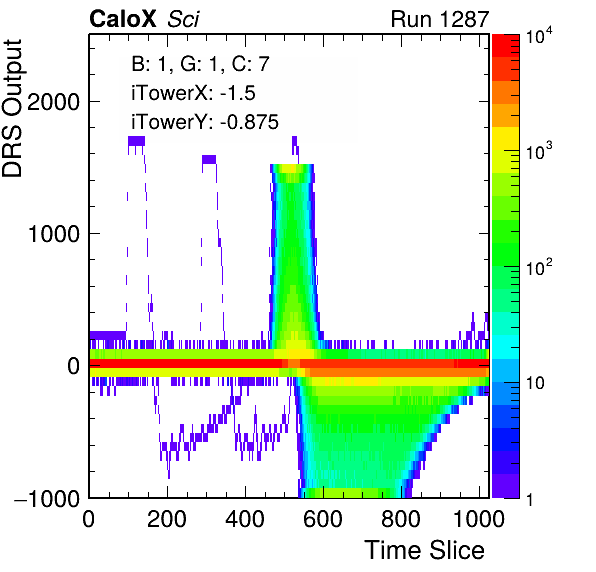 CaloX Sci Run 1287
B: 1, G: 1, C: 7
iTowerX: -1.5
iTowerY: -0.875
DRS Output
2000
1000
0
−1000
0 200 400 600 800 1000
Time Slice
10^4
10^3
10^2
10
1